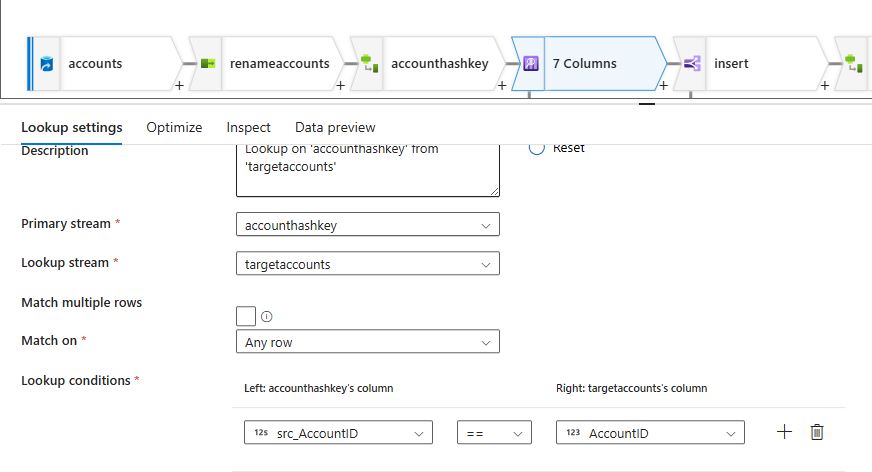 accounts
renameaccounts
accounthashkey
7 Columns
insert
+ + + + + +
Lookup settings Optimize Inspect Data preview
Description
Lookup on 'accounthashkey' from
'targetaccounts'
Reset
Primary stream *
accounthashkey
Lookup stream *
targetaccounts
Match multiple rows
Match on *
Any row
Lookup conditions *
Left: accounthashkey's column Right: targetaccounts's column
12s src_AccountID == 123 AccountID +